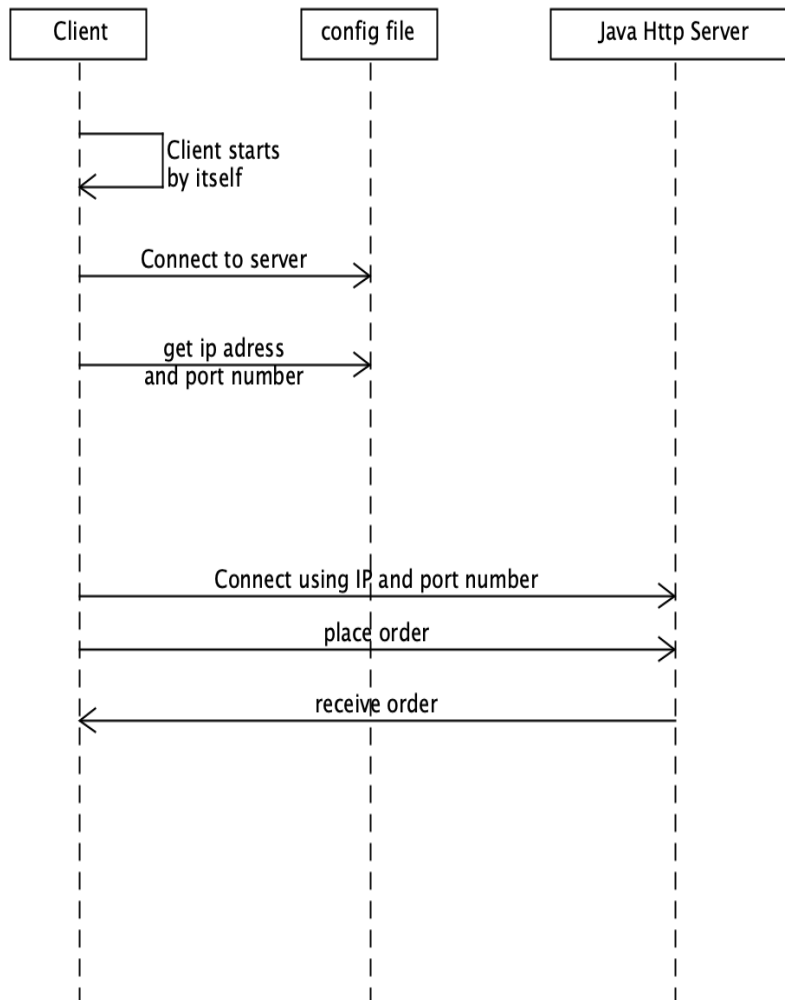 Client
config file
Java Http Server
Client starts
by itself
Connect to server
get ip adress
and port number
Connect using IP and port number
place order
receive order